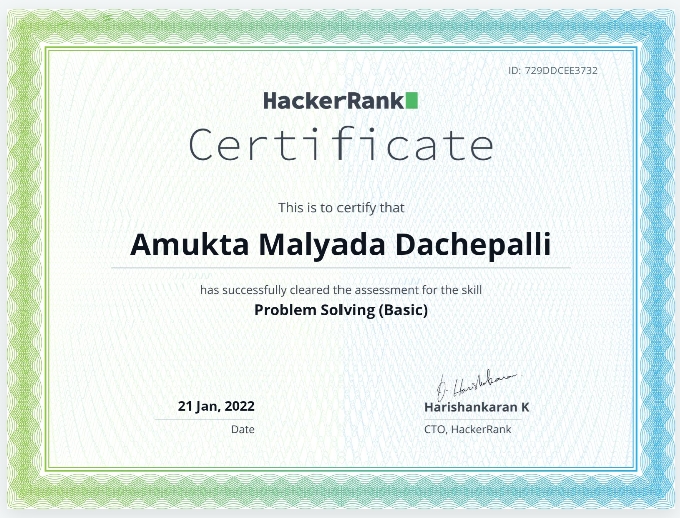 ID: 729DDCEE3732
HackerRank
Certificate
This is to certify that
Amukta Malyada Dachepalli
has successfully cleared the assessment for the skill
Problem Solving (Basic)
21 Jan, 2022
Date
Harishankaran K
CTO, HackerRank